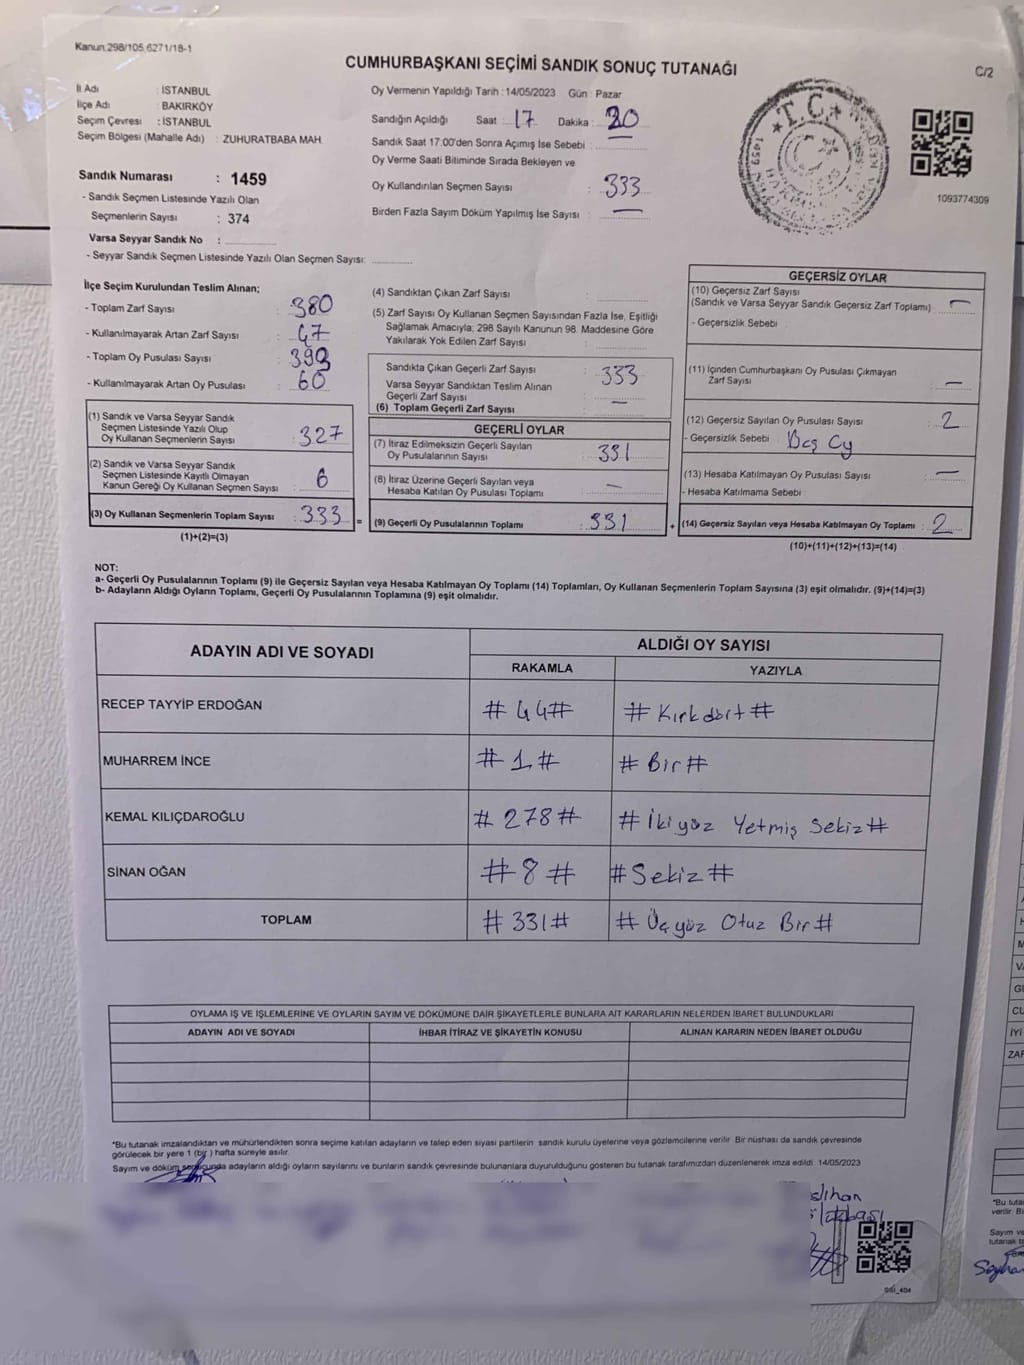 Kanun.298/105.6271/18-1
CUMHURBAŞKANI SEÇİMİ SANDIK SONUÇ TUTANAĞI
C/2
İl Adı : İSTANBUL
İlçe Adı : BAKIRKÖY
Seçim Çevresi : İSTANBUL
Seçim Bölgesi (Mahalle Adı) : ZUHURATBABA MAH.
Sandık Numarası : 1459
- Sandık Seçmen Listesinde Yazılı Olan
Seçmenlerin Sayısı : 374
Varsa Seyyar Sandık No :
- Seyyar Sandık Seçmen Listesinde Yazılı Olan Seçmen Sayısı:
Oy Vermenin Yapıldığı Tarih : 14/05/2023 Gün : Pazar
Sandığın Açıldığı Saat : 17 Dakika : 20
Sandık Saat 17.00'den Sonra Açımış İse Sebebi :
Oy Verme Saati Bitiminde Sırada Bekleyen ve
Oy Kullandırılan Seçmen Sayısı : 333
Birden Fazla Sayım Döküm Yapılmış İse Sayısı : —
T.C.
1093774309
İlçe Seçim Kurulundan Teslim Alınan;
- Toplam Zarf Sayısı : 380
- Kullanılmayarak Artan Zarf Sayısı : 47
- Toplam Oy Pusulası Sayısı : 393
- Kullanılmayarak Artan Oy Pusulası : 60
(1) Sandık ve Varsa Seyyar Sandık
Seçmen Listesinde Yazılı Olup
Oy Kullanan Seçmenlerin Sayısı : 327
(2) Sandık ve Varsa Seyyar Sandık
Seçmen Listesinde Kayıtlı Olmayan
Kanun Gereği Oy Kullanan Seçmen Sayısı : 6
(3) Oy Kullanan Seçmenlerin Toplam Sayısı : 333 =
(1)+(2)=(3)
(4) Sandıktan Çıkan Zarf Sayısı :
(5) Zarf Sayısı Oy Kullanan Seçmen Sayısından Fazla İse, Eşitliği
Sağlamak Amacıyla; 298 Sayılı Kanunun 98. Maddesine Göre
Yakılarak Yok Edilen Zarf Sayısı :
Sandıkta Çıkan Geçerli Zarf Sayısı : 333
Varsa Seyyar Sandıktan Teslim Alınan
Geçerli Zarf Sayısı : —
(6) Toplam Geçerli Zarf Sayısı :
GEÇERLİ OYLAR
(7) İtiraz Edilmeksizin Geçerli Sayılan
Oy Pusulalarının Sayısı : 331
(8) İtiraz Üzerine Geçerli Sayılan veya
Hesaba Katılan Oy Pusulası Toplamı : —
(9) Geçerli Oy Pusulalarının Toplamı : 331 +
GEÇERSİZ OYLAR
(10) Geçersiz Zarf Sayısı
(Sandık ve Varsa Seyyar Sandık Geçersiz Zarf Toplamı) : —
- Geçersizlik Sebebi :
(11) İçinden Cumhurbaşkanı Oy Pusulası Çıkmayan
Zarf Sayısı : —
(12) Geçersiz Sayılan Oy Pusulası Sayısı : 2
- Geçersizlik Sebebi : Boş Oy
(13) Hesaba Katılmayan Oy Pusulası Sayısı : —
- Hesaba Katılmama Sebebi :
(14) Geçersiz Sayılan veya Hesaba Katılmayan Oy Toplamı : 2
(10)+(11)+(12)+(13)=(14)
NOT:
a- Geçerli Oy Pusulalarının Toplamı (9) ile Geçersiz Sayılan veya Hesaba Katılmayan Oy Toplamı (14) Toplamları, Oy Kullanan Seçmenlerin Toplam Sayısına (3) eşit olmalıdır. (9)+(14)=(3)
b- Adayların Aldığı Oyların Toplamı, Geçerli Oy Pusulalarının Toplamına (9) eşit olmalıdır.
ADAYIN ADI VE SOYADI ALDIĞI OY SAYISI
RAKAMLA YAZIYLA
RECEP TAYYİP ERDOĞAN # 44# # Kırkdört #
MUHARREM İNCE # 1 # # Bir #
KEMAL KILIÇDAROĞLU # 278 # # İkiyüz Yetmiş Sekiz #
SİNAN OĞAN # 8 # # Sekiz #
TOPLAM # 331# # Üçyüz Otuz Bir #
OYLAMA İŞ VE İŞLEMLERİNE VE OYLARIN SAYIM VE DÖKÜMÜNE DAİR ŞİKAYETLERLE BUNLARA AİT KARARLARIN NELERDEN İBARET BULUNDUKLARI
ADAYIN ADI VE SOYADI İHBAR İTİRAZ VE ŞİKAYETİN KONUSU ALINAN KARARIN NEDEN İBARET OLDUĞU
*Bu tutanak imzalandıktan ve mühürlendikten sonra seçime katılan adayların ve talep eden siyasi partilerin sandık kurulu üyelerine veya gözlemcilerine verilir. Bir nüshası da sandık çevresinde
görülecek bir yere 1 (bir) hafta süreyle asılır.
Sayım ve döküm sonucunda adayların aldığı oyların sayılarını ve bunların sandık çevresinde bulunanlara duyurulduğunu gösteren bu tutanak tarafımızdan düzenlenerek imza edildi. 14/05/2023